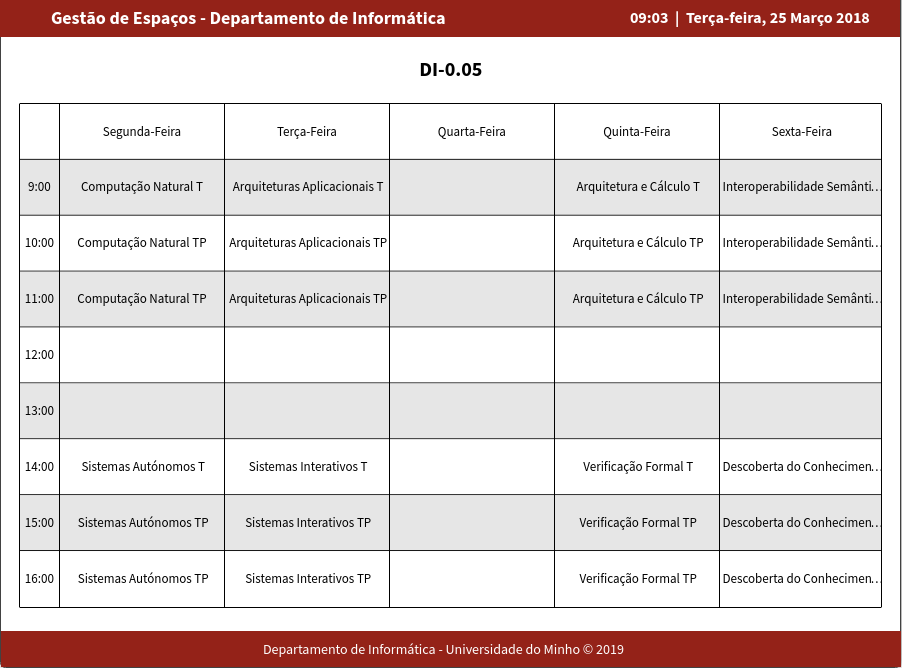 Gestão de Espaços - Departamento de Informática
09:03 | Terça-feira, 25 Março 2018
DI-0.05
Segunda-Feira Terça-Feira Quarta-Feira Quinta-Feira Sexta-Feira
9:00 Computação Natural T Arquiteturas Aplicacionais T Arquitetura e Cálculo T Interoperabilidade Semânti...
10:00 Computação Natural TP Arquiteturas Aplicacionais TP Arquitetura e Cálculo TP Interoperabilidade Semânti...
11:00 Computação Natural TP Arquiteturas Aplicacionais TP Arquitetura e Cálculo TP Interoperabilidade Semânti...
12:00
13:00
14:00 Sistemas Autónomos T Sistemas Interativos T Verificação Formal T Descoberta do Conhecimen...
15:00 Sistemas Autónomos TP Sistemas Interativos TP Verificação Formal TP Descoberta do Conhecimen...
16:00 Sistemas Autónomos TP Sistemas Interativos TP Verificação Formal TP Descoberta do Conhecimen...
Departamento de Informática - Universidade do Minho © 2019